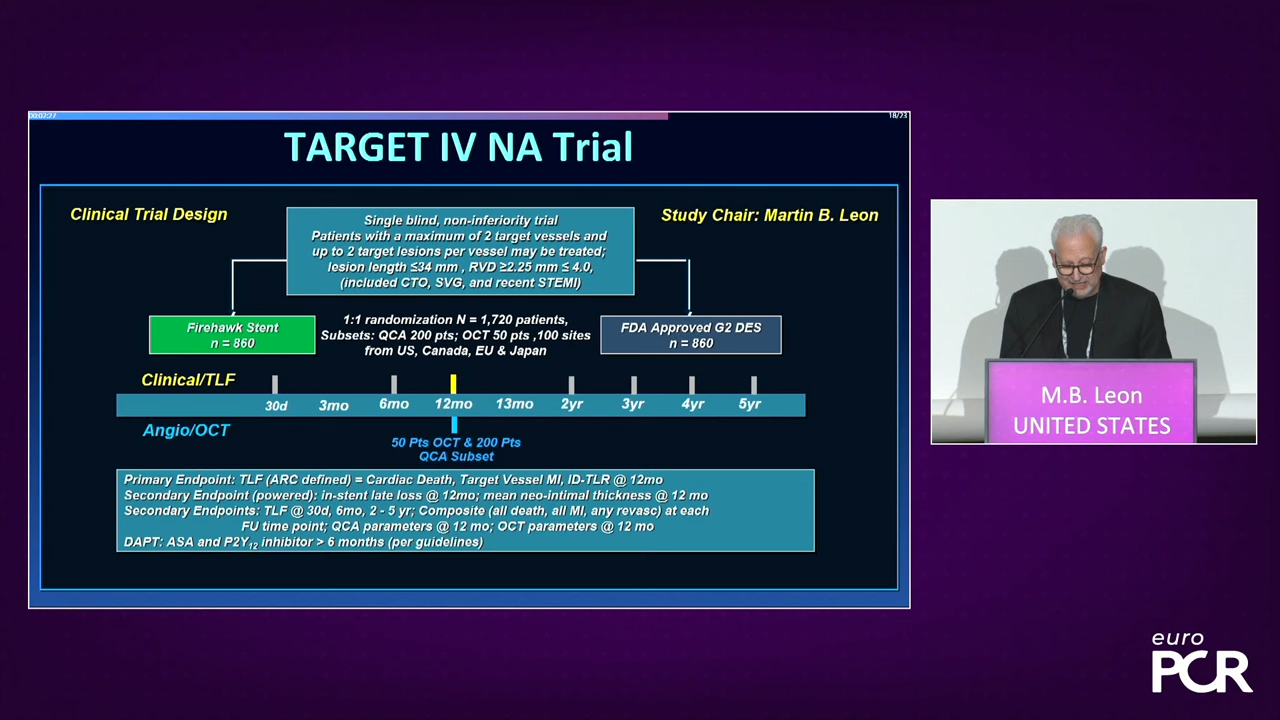 00:02:27
18/23
TARGET IV NA Trial
Clinical Trial Design
Study Chair: Martin B. Leon
Single blind, non-inferiority trial
Patients with a maximum of 2 target vessels and
up to 2 target lesions per vessel may be treated;
lesion length ≤34 mm , RVD ≥2.25 mm ≤ 4.0,
(included CTO, SVG, and recent STEMI)
Firehawk Stent
n = 860
1:1 randomization N = 1,720 patients,
Subsets: QCA 200 pts; OCT 50 pts ,100 sites
from US, Canada, EU & Japan
FDA Approved G2 DES
n = 860
Clinical/TLF
30d 3mo 6mo 12mo 13mo 2yr 3yr 4yr 5yr
Angio/OCT
50 Pts OCT & 200 Pts
QCA Subset
Primary Endpoint: TLF (ARC defined) = Cardiac Death, Target Vessel MI, ID-TLR @ 12mo
Secondary Endpoint (powered): in-stent late loss @ 12mo; mean neo-intimal thickness @ 12 mo
Secondary Endpoints: TLF @ 30d, 6mo, 2 - 5 yr; Composite (all death, all MI, any revasc) at each
FU time point; QCA parameters @ 12 mo; OCT parameters @ 12 mo
DAPT: ASA and P2Y12 inhibitor > 6 months (per guidelines)
M.B. Leon
UNITED STATES
euro
PCR